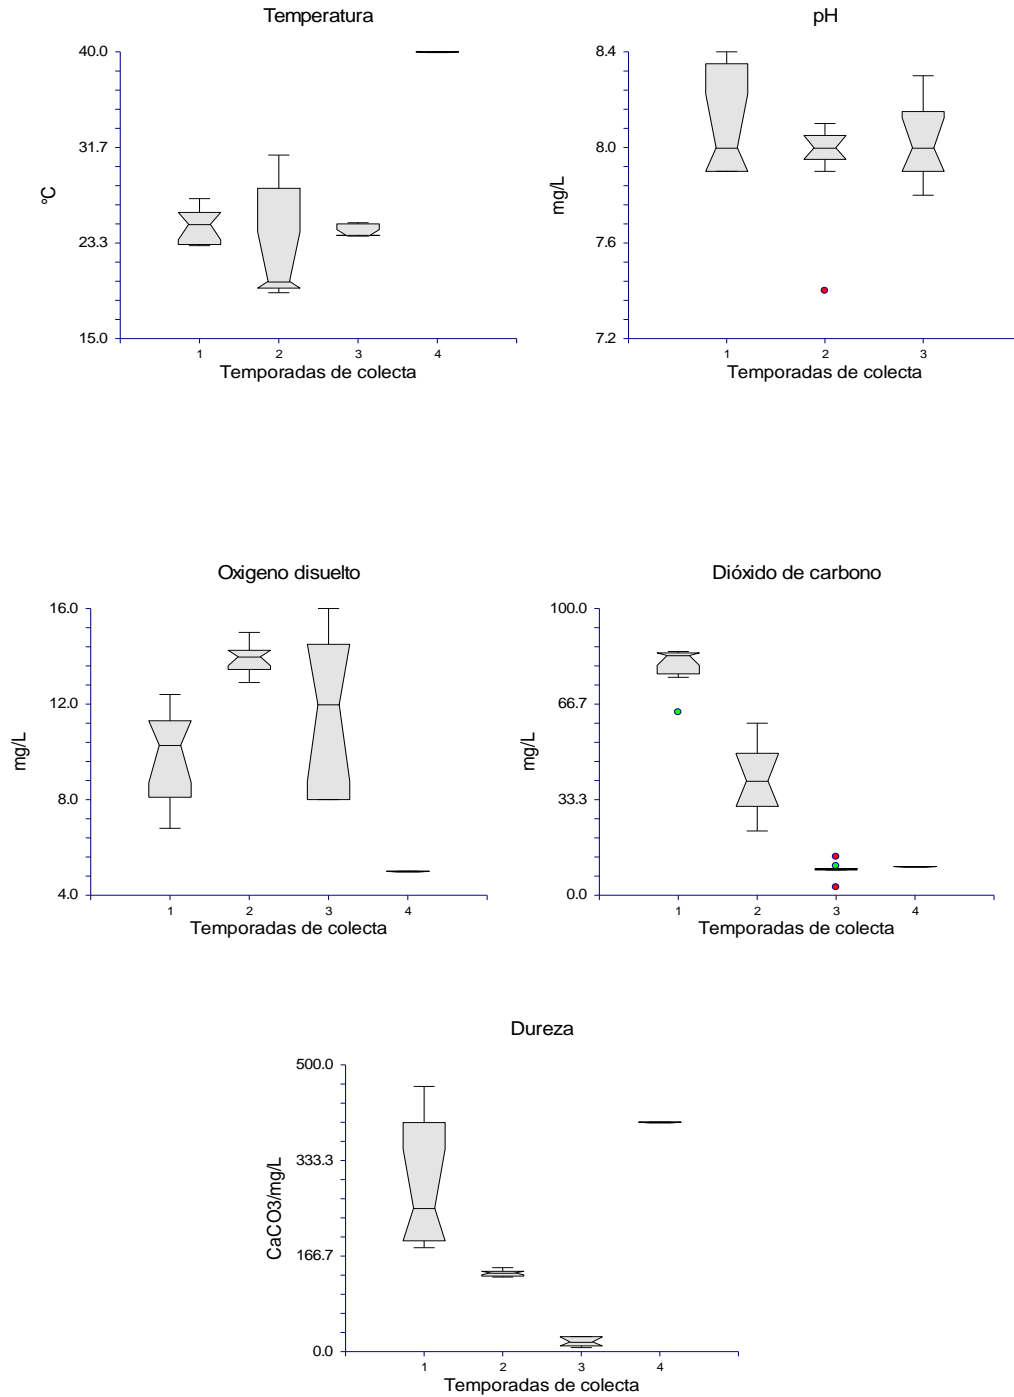 Temperatura
40.0
31.7
23.3
15.0
°C
1 2 3 4
Temporadas de colecta
pH
8.4
8.0
7.6
7.2
mg/L
1 2 3
Temporadas de colecta
Oxigeno disuelto
16.0
12.0
8.0
4.0
mg/L
1 2 3 4
Temporadas de colecta
Dióxido de carbono
100.0
66.7
33.3
0.0
mg/L
1 2 3 4
Temporadas de colecta
Dureza
500.0
333.3
166.7
0.0
CaCO3/mg/L
1 2 3 4
Temporadas de colecta